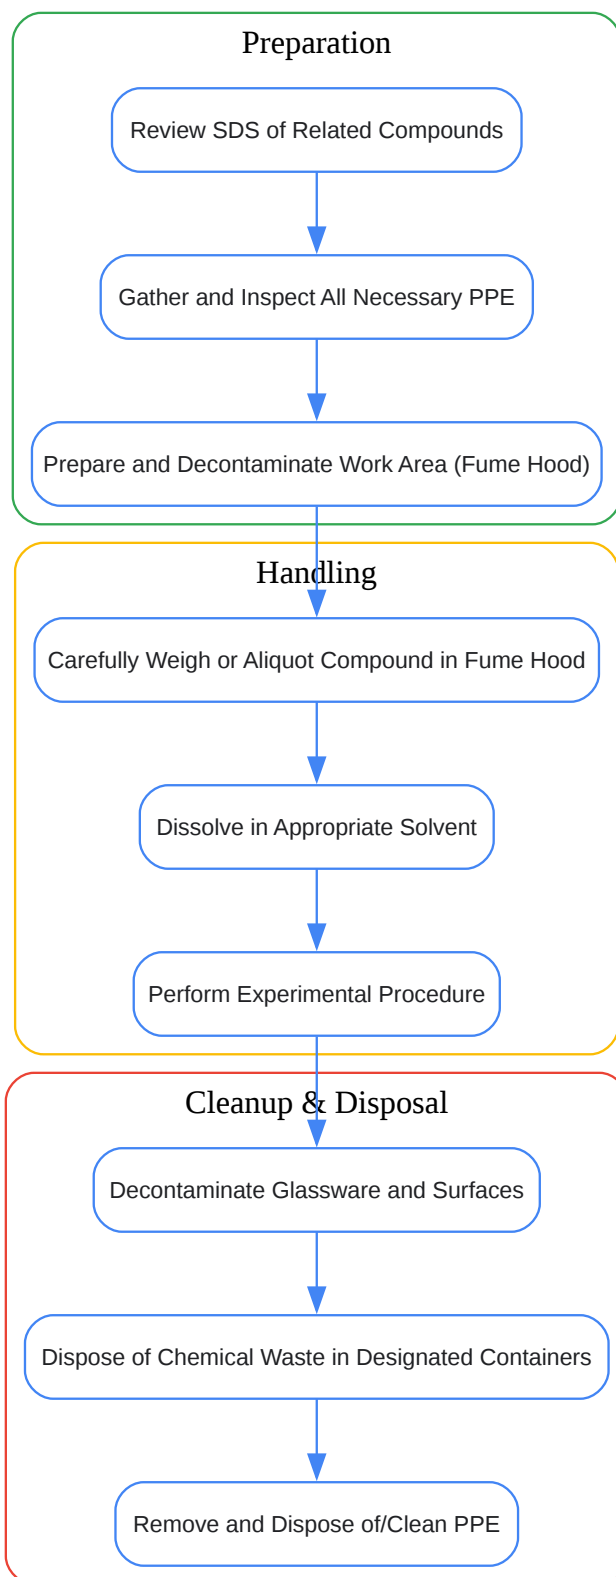 Preparation
Review SDS of Related Compounds
Gather and Inspect All Necessary PPE
Prepare and Decontaminate Work Area (Fume Hood)
Handling
Carefully Weigh or Aliquot Compound in Fume Hood
Dissolve in Appropriate Solvent
Perform Experimental Procedure
Cleanup & Disposal
Decontaminate Glassware and Surfaces
Dispose of Chemical Waste in Designated Containers
Remove and Dispose of/Clean PPE